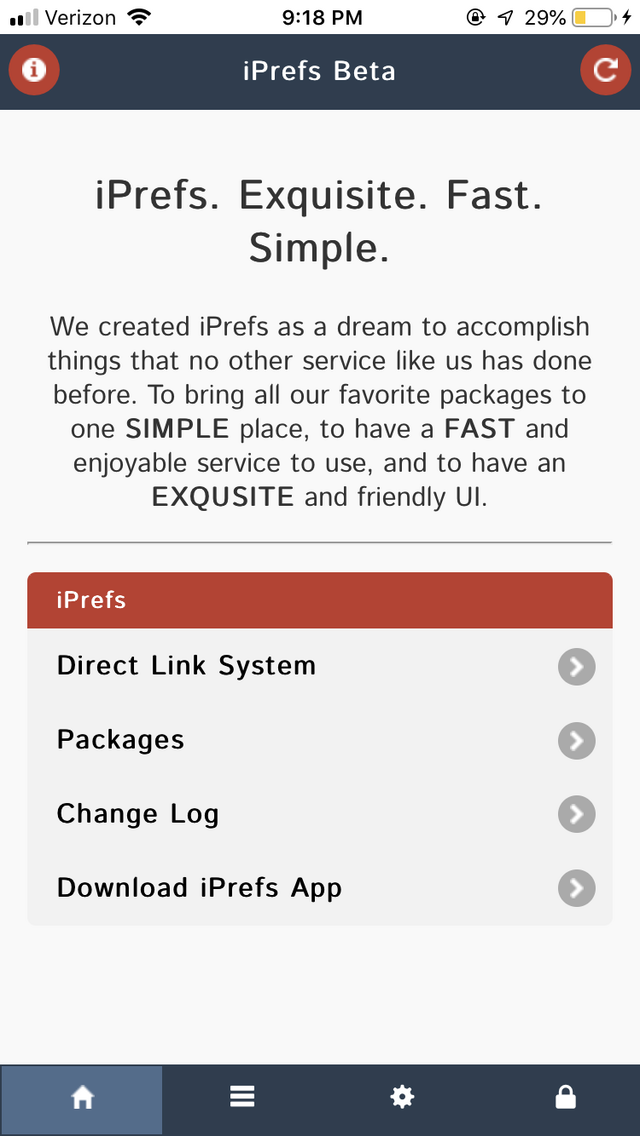 Verizon 9:18 PM 29%
iPrefs Beta
iPrefs. Exquisite. Fast.
Simple.
We created iPrefs as a dream to accomplish
things that no other service like us has done
before. To bring all our favorite packages to
one SIMPLE place, to have a FAST and
enjoyable service to use, and to have an
EXQUSITE and friendly UI.
iPrefs
Direct Link System
Packages
Change Log
Download iPrefs App